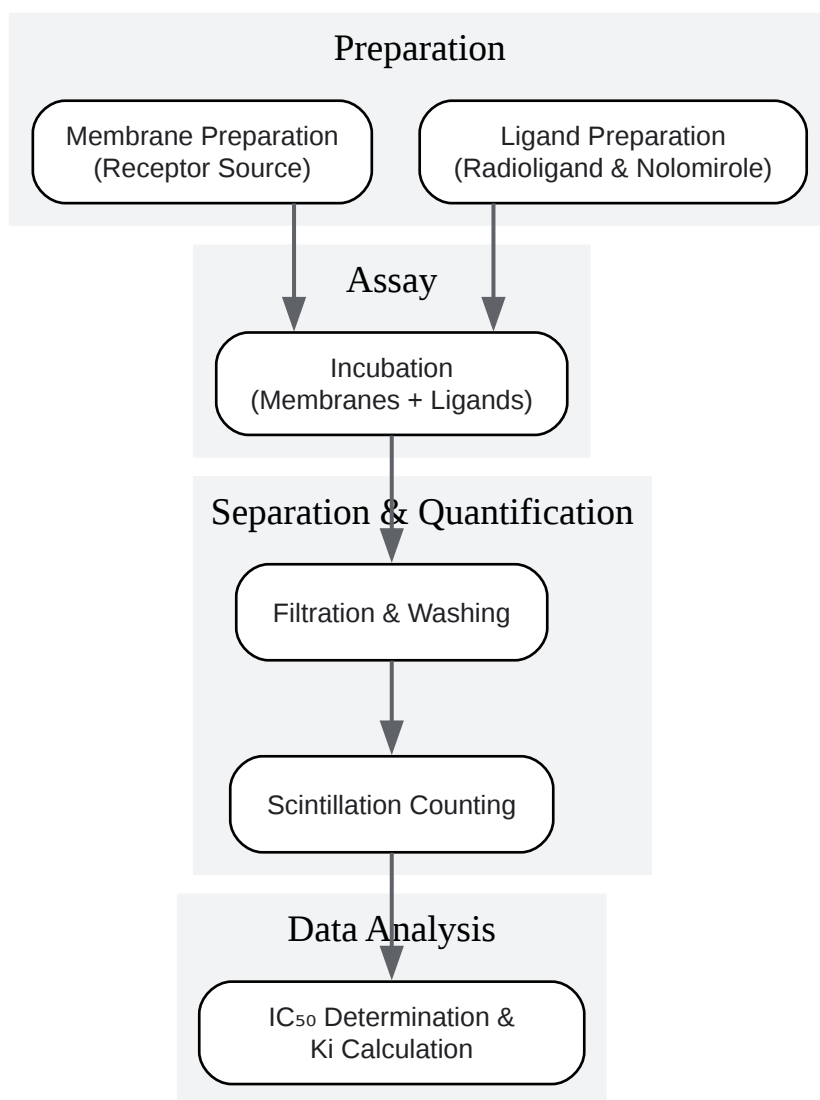 Preparation
Membrane Preparation
(Receptor Source)
Ligand Preparation
(Radioligand & Nolomirole)
Assay
Incubation
(Membranes + Ligands)
Separation & Quantification
Filtration & Washing
Scintillation Counting
Data Analysis
IC₅₀ Determination &
Ki Calculation